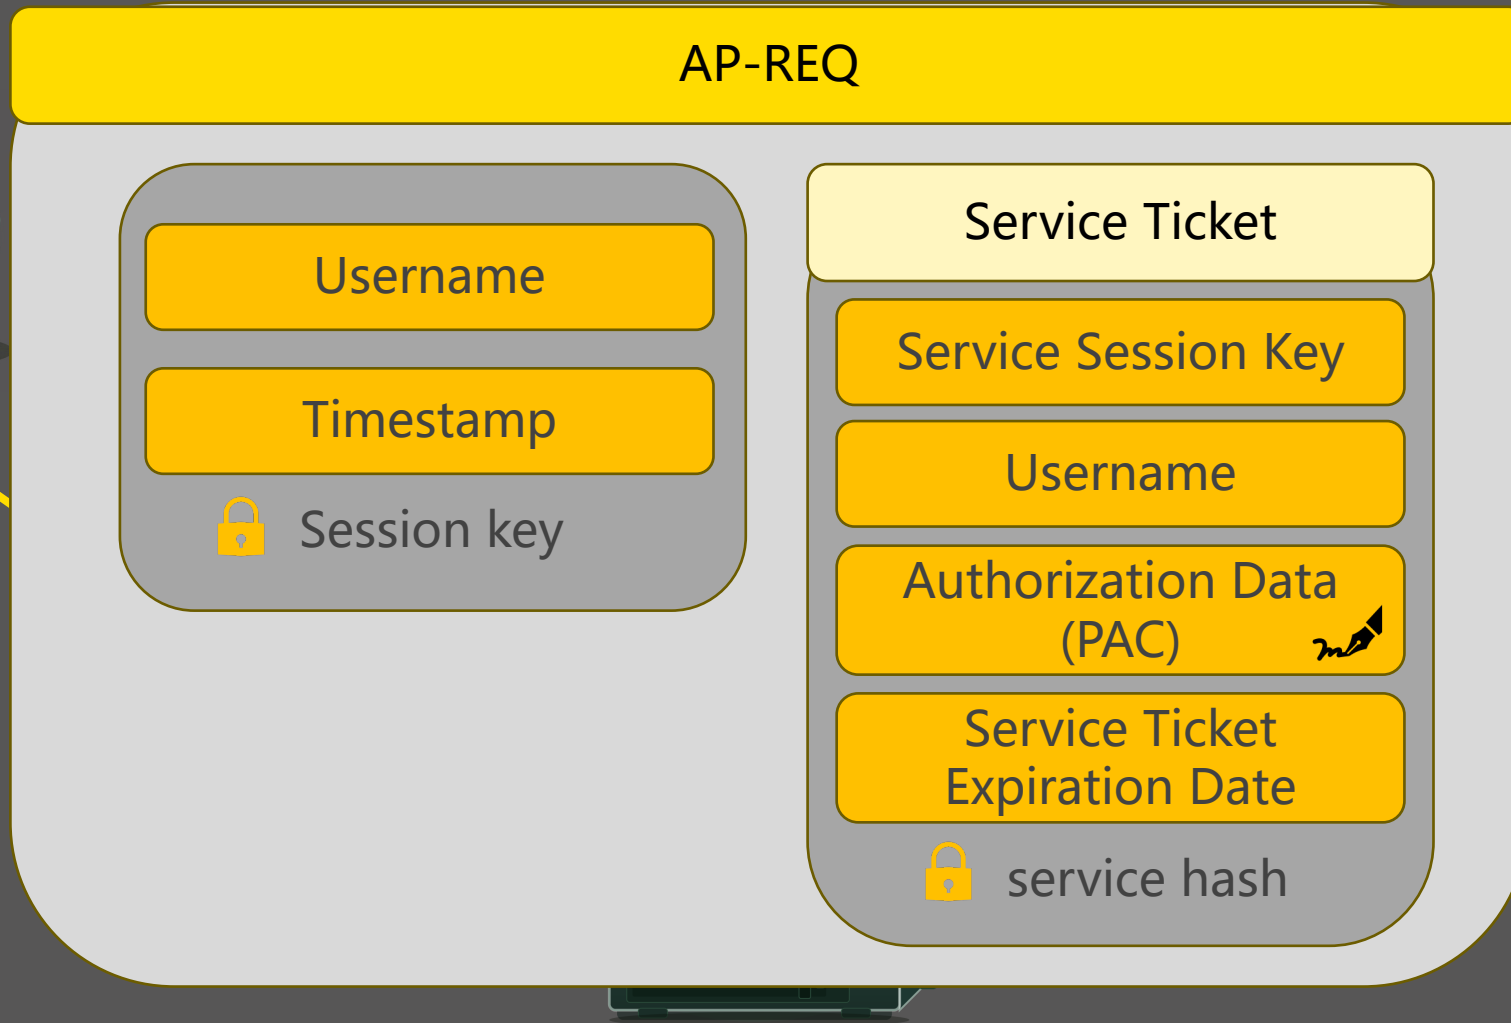 AP-REQ
Username
Timestamp
Session key
Service Ticket
Service Session Key
Username
Authorization Data
(PAC)
Service Ticket
Expiration Date
service hash